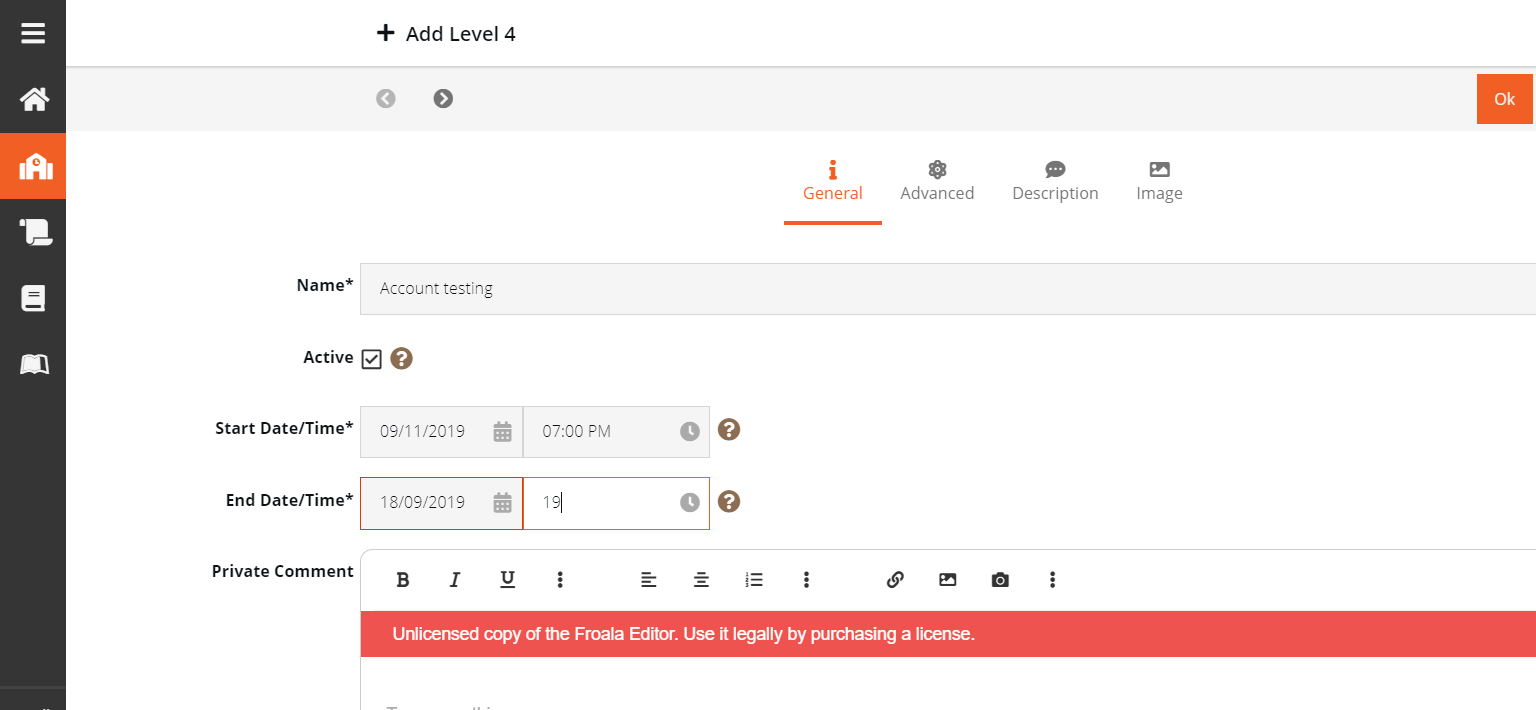 Add Level 4
Ok
General Advanced Description Image
Name* Account testing
Active
Start Date/Time* 09/11/2019 07:00 PM
End Date/Time* 18/09/2019 19
Private Comment
B I U
Unlicensed copy of the Froala Editor. Use it legally by purchasing a license.